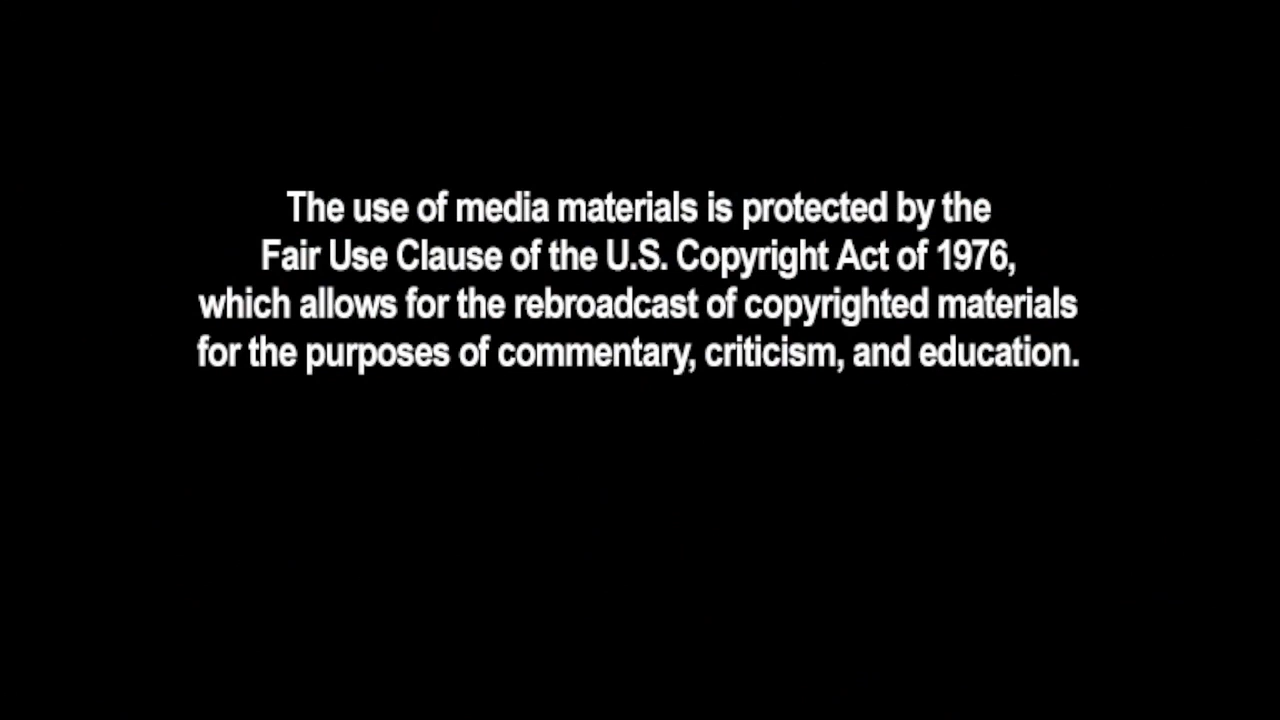 The use of media materials is protected by the
Fair Use Clause of the U.S. Copyright Act of 1976,
which allows for the rebroadcast of copyrighted materials
for the purposes of commentary, criticism, and education.